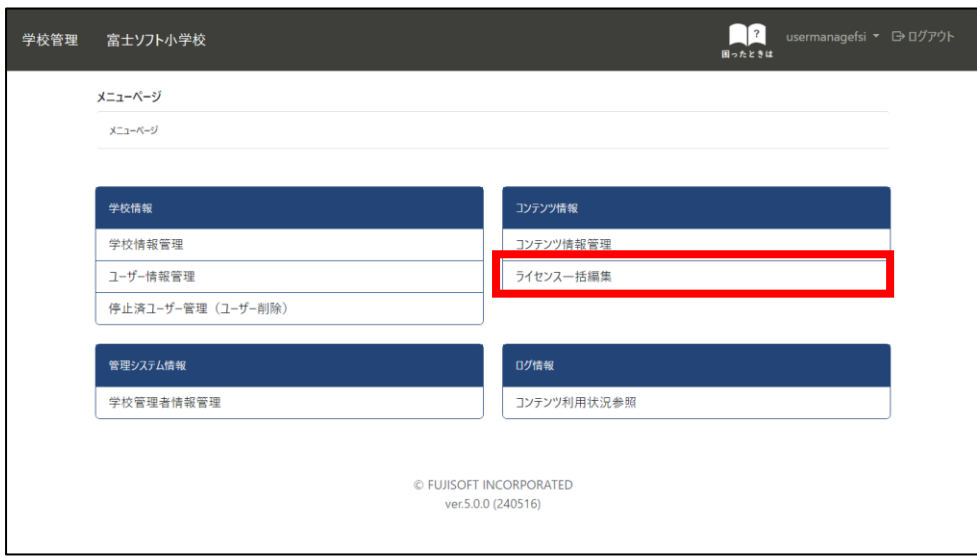 学校管理 富士ソフト小学校
?
困ったときは
usermanagefsi ログアウト
メニューページ
メニューページ
学校情報
学校情報管理
ユーザー情報管理
停止済ユーザー管理（ユーザー削除）
コンテンツ情報
コンテンツ情報管理
ライセンス一括編集
管理システム情報
学校管理者情報管理
ログ情報
コンテンツ利用状況参照
© FUJISOFT INCORPORATED
ver.5.0.0 (240516)